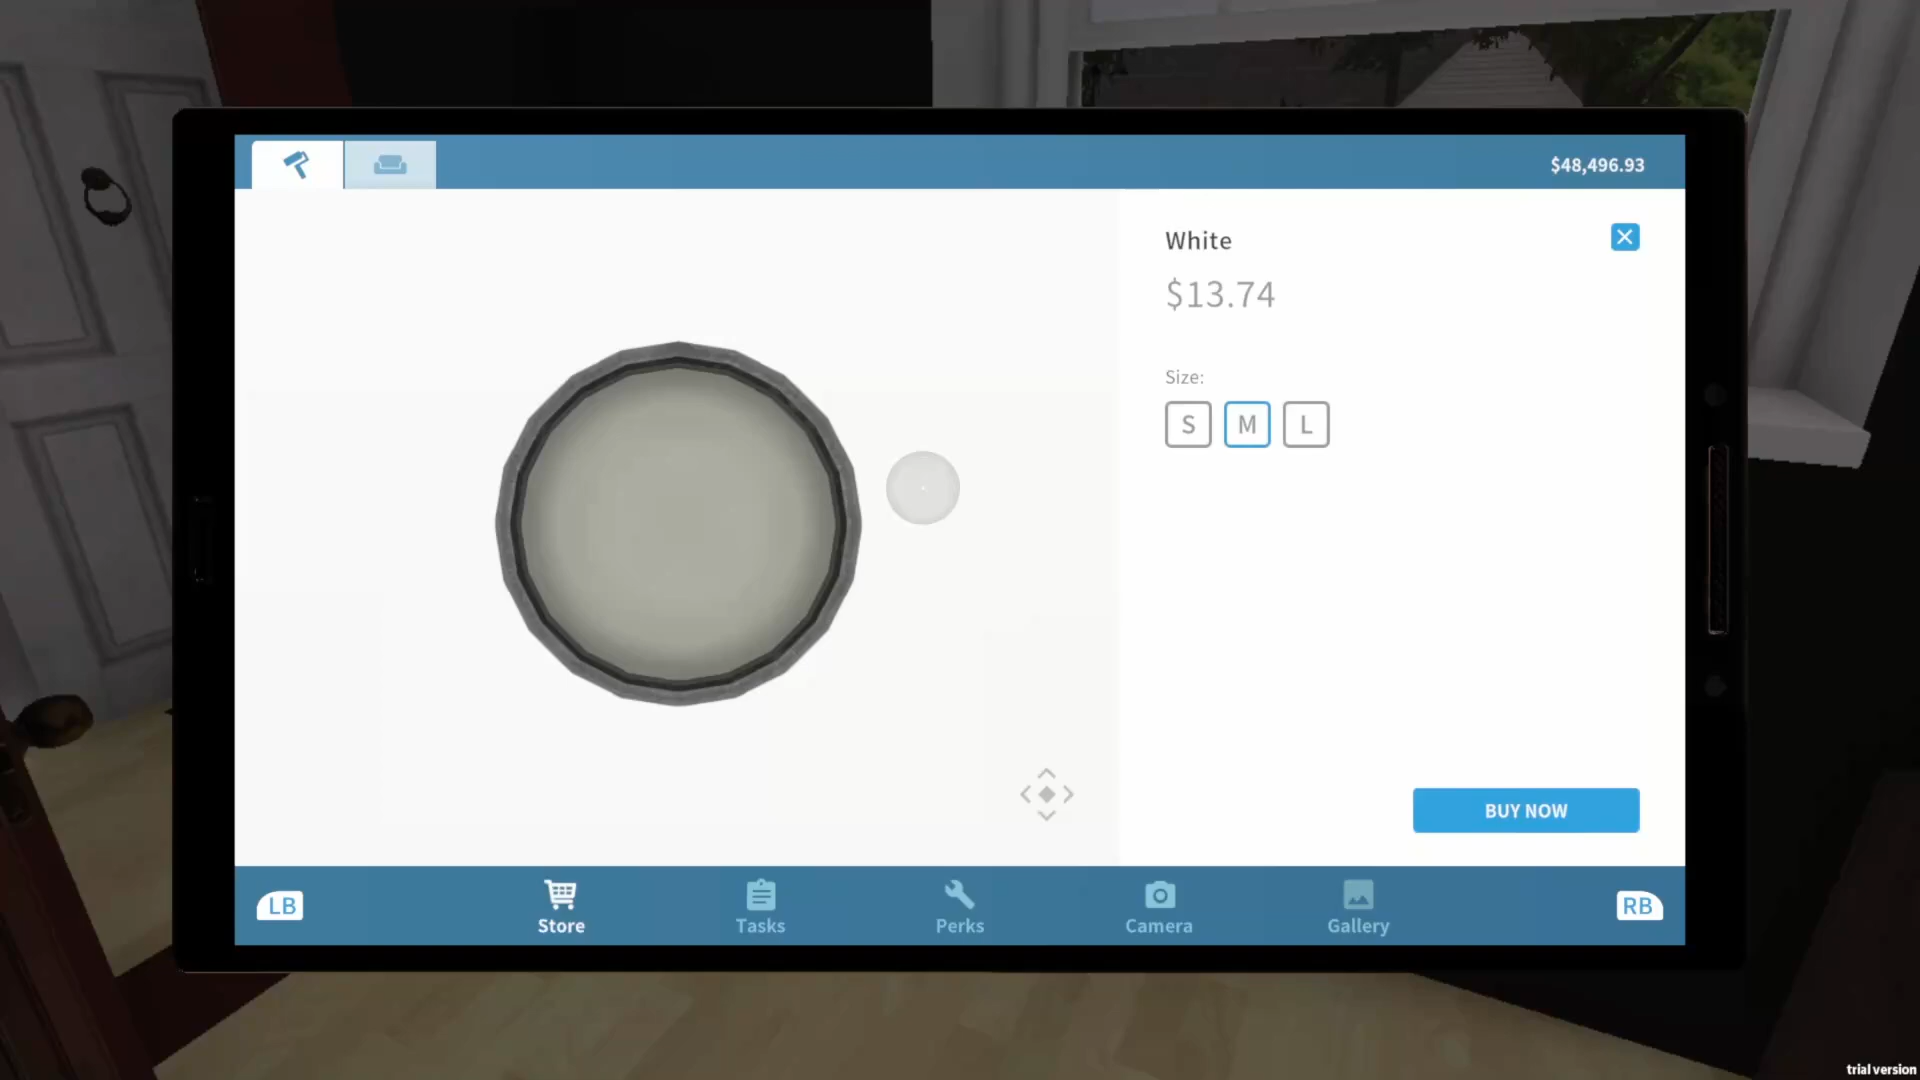 $48,496.93
White
$13.74
Size:
S M L
BUY NOW
LB Store Tasks Perks Camera Gallery RB
trial version